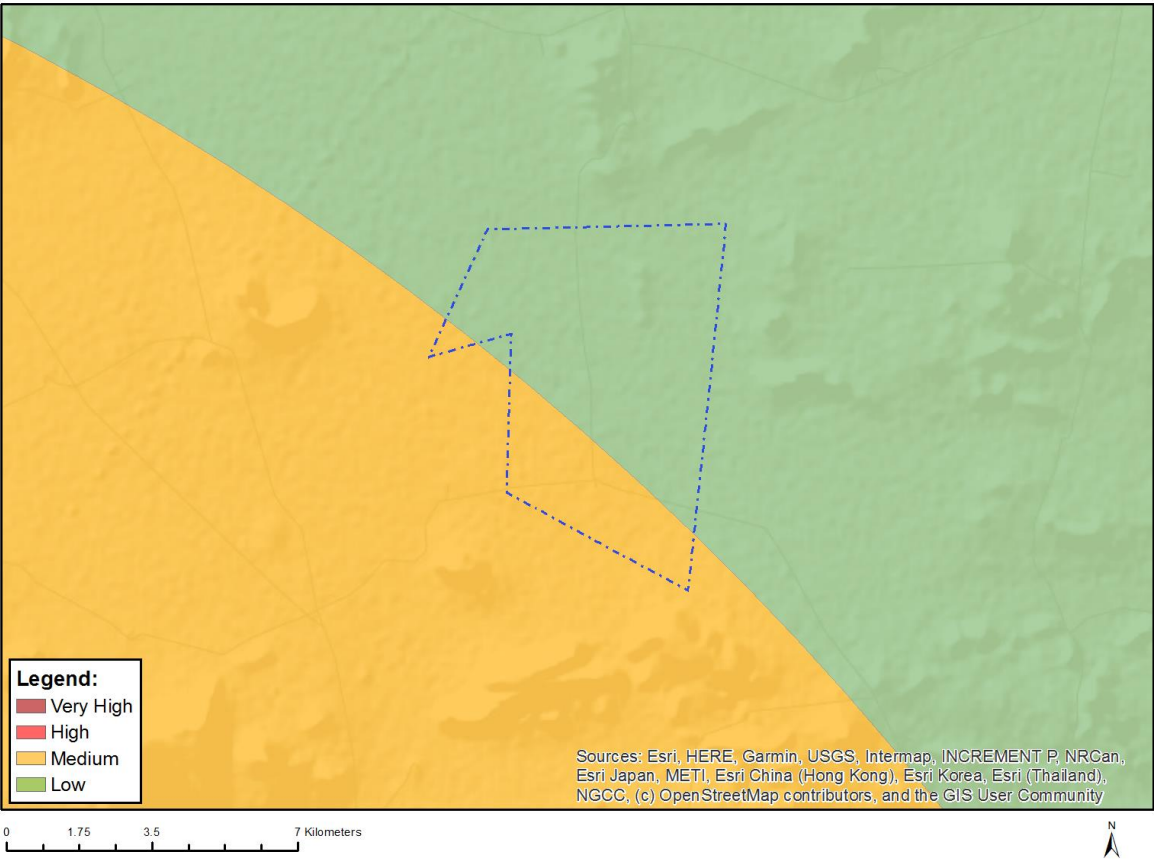 Legend:
Very High
High
Medium
Low
Sources: Esri, HERE, Garmin, USGS, Intermap, INCREMENT P, NRCan,
Esri Japan, METI, Esri China (Hong Kong), Esri Korea, Esri (Thailand),
NGCC, (c) OpenStreetMap contributors, and the GIS User Community
0 1.75 3.5 7 Kilometers
N